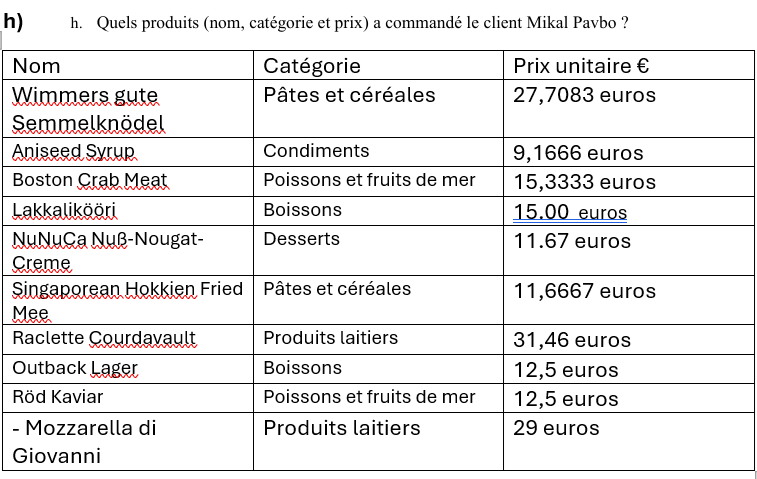 h) h. Quels produits (nom, catégorie et prix) a commandé le client Mikal Pavbo ?
Nom Catégorie Prix unitaire €
Wimmers gute Pâtes et céréales 27,7083 euros
Semmelknödel
Aniseed Syrup Condiments 9,1666 euros
Boston Crab Meat Poissons et fruits de mer 15,3333 euros
Lakkalikööri Boissons 15.00 euros
NuNuCa Nuß-Nougat- Desserts 11.67 euros
Creme
Singaporean Hokkien Fried Pâtes et céréales 11,6667 euros
Mee
Raclette Courdavault Produits laitiers 31,46 euros
Outback Lager Boissons 12,5 euros
Röd Kaviar Poissons et fruits de mer 12,5 euros
- Mozzarella di Produits laitiers 29 euros
Giovanni